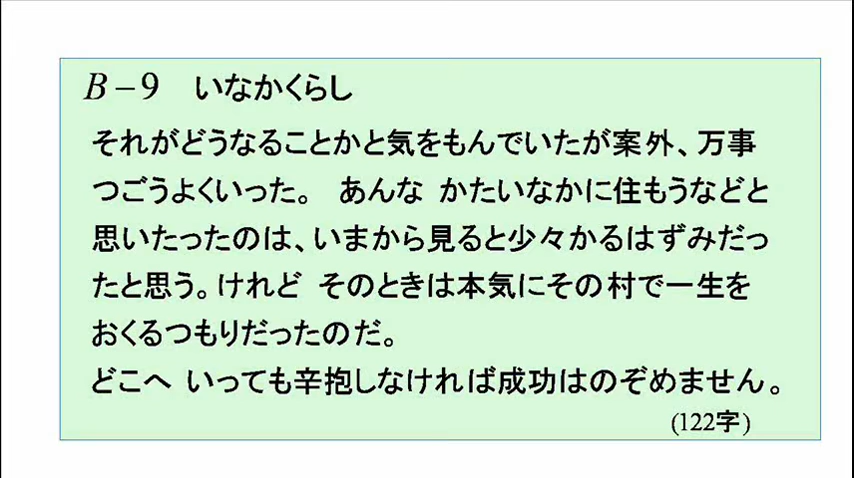 B－9　いなかくらし
それがどうなることかと気をもんでいたが案外、万事
つごうよくいった。　あんな かたいなかに住もうなどと
思いたったのは、いまから見ると少々かるはずみだっ
たと思う。けれど そのときは本気にその村で一生を
おくるつもりだったのだ。
どこへ いっても辛抱しなければ成功はのぞめません。
(122字)